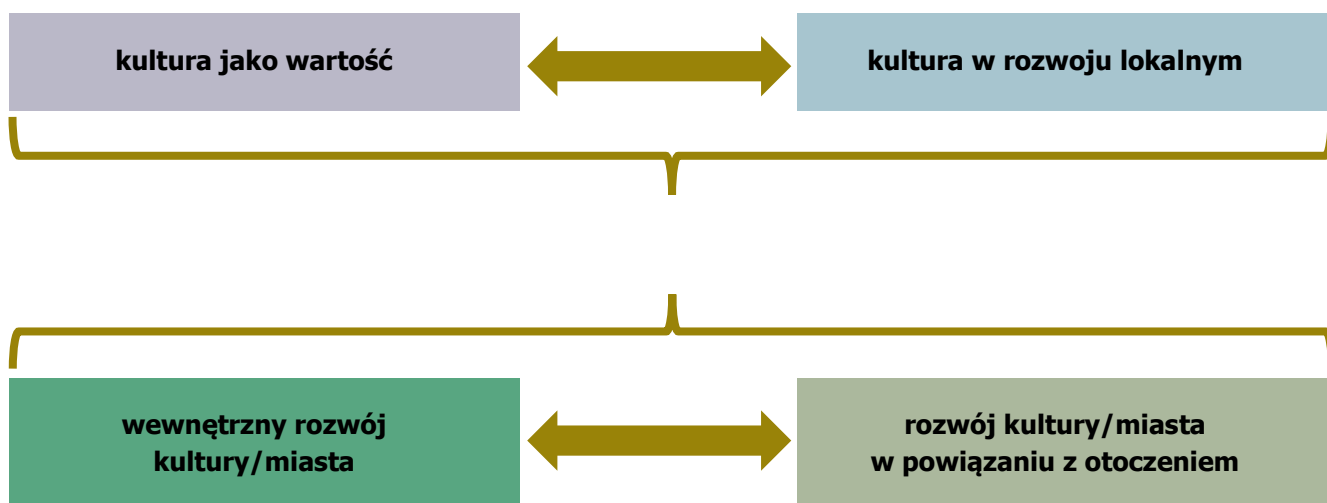 kultura jako wartość
kultura w rozwoju lokalnym
wewnętrzny rozwój
kultury/miasta
rozwój kultury/miasta
w powiązaniu z otoczeniem